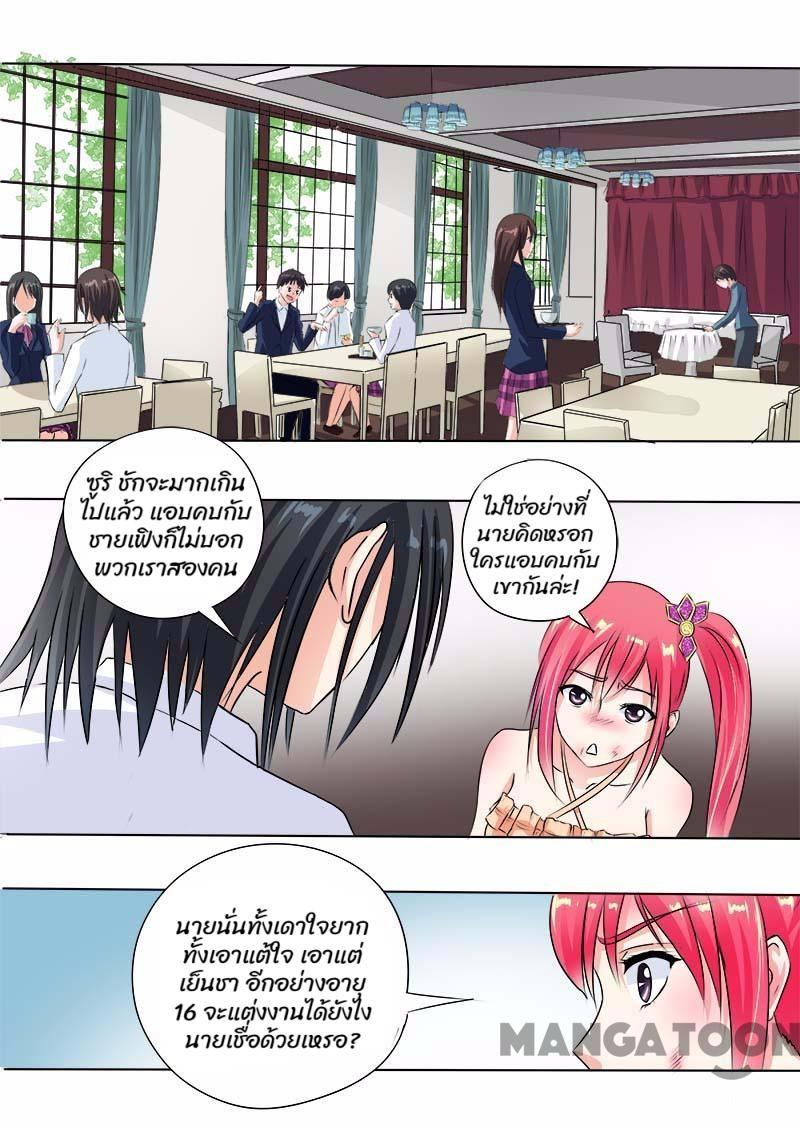 ซูริ ชักจะมากเกิน
ไปแล้ว แอบคบกับ
ชายเฟิงก็ไม่บอก
พวกเราสองคน
ไม่ใช่อย่างที่
นายคิดหรอก
ใครแอบคบกับ
เขากันล่ะ!
นายนั่นทั้งเดาใจยาก
ทั้งเอาแต้ใจ เอาแต่
เย็นชา อีกอย่างอายุ
16 จะแต่งงานได้ยังไง
นายเชื่อด้วยเหรอ?
MANGATOON